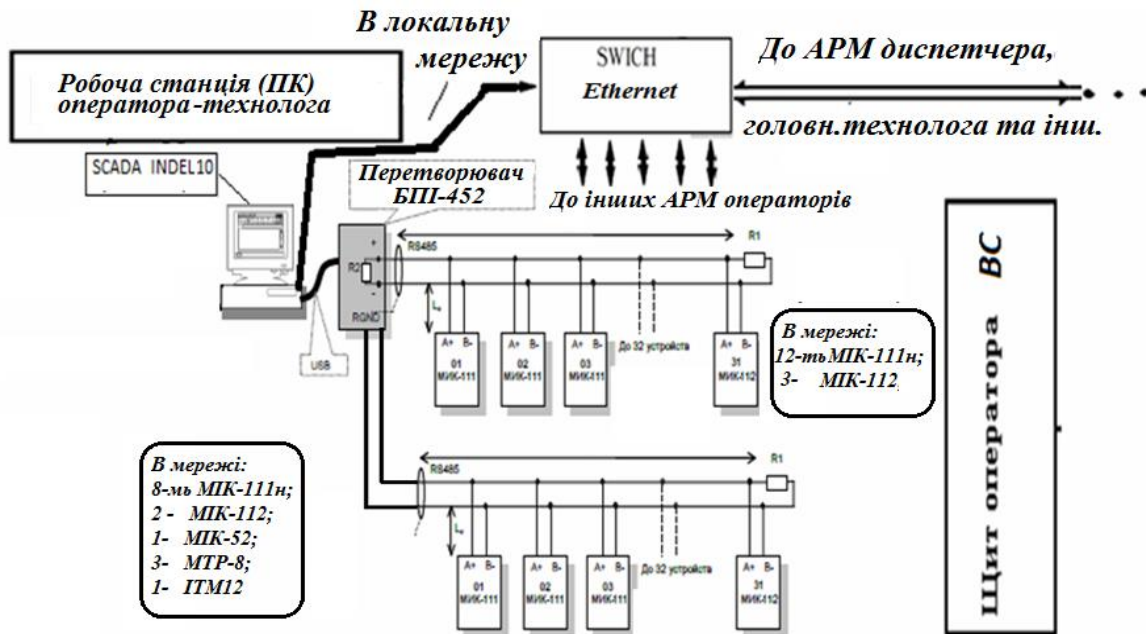 В локальну
мережу
SWICH
Ethernet
До АРМ диспетчера,
головн.технолога та інш.
Робоча станція (ПК)
оператора-технолога
SCADA INDEL10
Перетворювач
БПІ-452
До інших АРМ операторів
RS485
R1
+
R2
-
RGND
USB
L₀
A+ B-
01
МИК-111
A+ B-
02
МИК-111
A+ B-
03
МИК-111
До 32 устройств
A+ B-
31
МИК-112
В мережі:
12-ть МІК-111н;
3- МІК-112
Щит оператора ВС
В мережі:
8-мь МІК-111н;
2 - МІК-112;
1- МІК-52;
3- МТР-8;
1- ІТМ12
RS485
R1
L₀
A+ B-
01
МИК-111
A+ B-
02
МИК-111
A+ B-
03
МИК-111
До 32 устройств
A+ B-
31
МИК-112